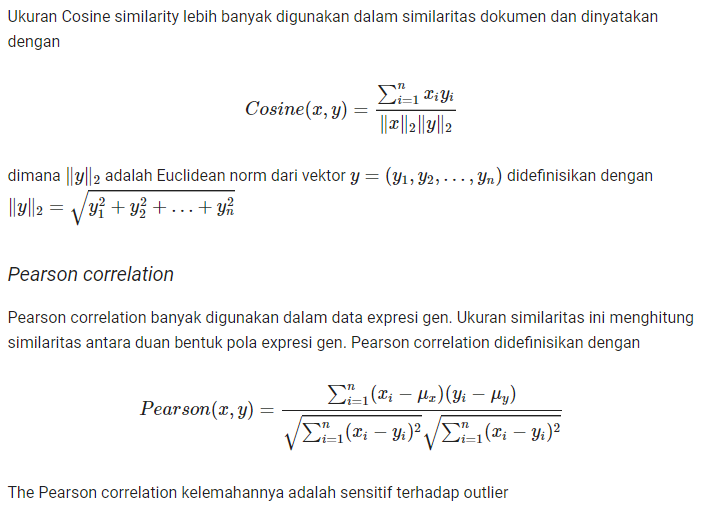 Ukuran Cosine similarity lebih banyak digunakan dalam similaritas dokumen dan dinyatakan
dengan
Cosine(x, y) = \frac{\sum_{i=1}^{n} x_i y_i}{||x||_2 ||y||_2}
dimana ||y||_2 adalah Euclidean norm dari vektor y = (y_1, y_2, . . . , y_n) didefinisikan dengan
||y||_2 = \sqrt{y_1^2 + y_2^2 + . . . + y_n^2}
Pearson correlation
Pearson correlation banyak digunakan dalam data expresi gen. Ukuran similaritas ini menghitung
similaritas antara duan bentuk pola expresi gen. Pearson correlation didefinisikan dengan
Pearson(x, y) = \frac{\sum_{i=1}^{n} (x_i - μ_x)(y_i - μ_y)}{\sqrt{\sum_{i=1}^{n} (x_i - y_i)^2} \sqrt{\sum_{i=1}^{n} (x_i - y_i)^2}}
The Pearson correlation kelemahannya adalah sensitif terhadap outlier